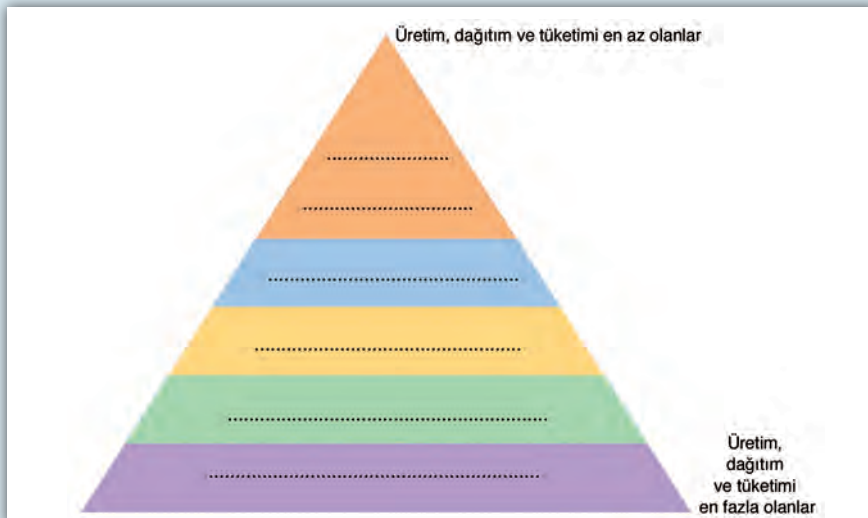 Üretim, dağıtım ve tüketimi en az olanlar
........................
.................................
.................................................
....................................................
..............................................................
.................................................................
Üretim,
dağıtım
ve tüketimi
en fazla olanlar